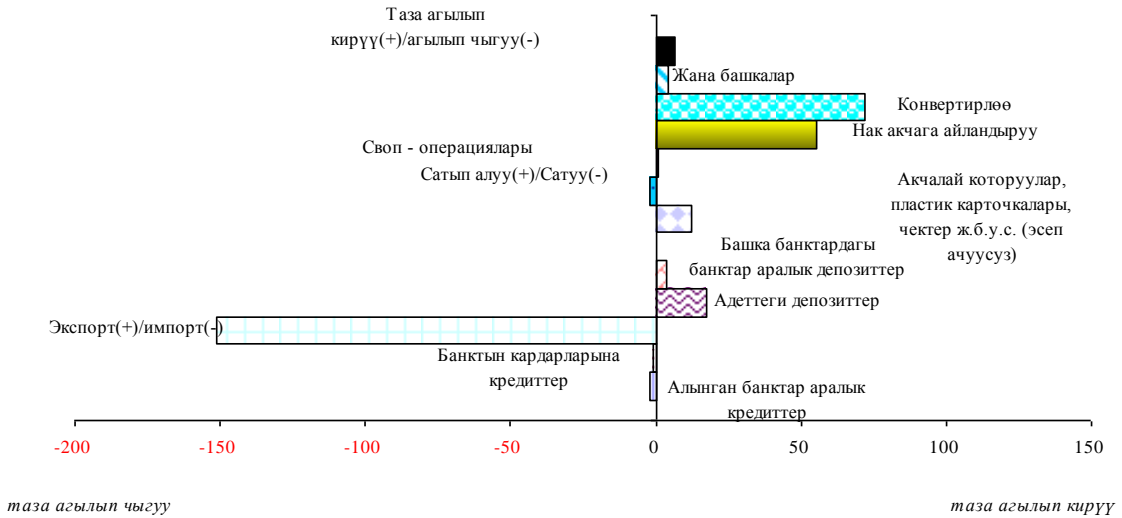 Таза агылып
кирүү(+)/агылып чыгуу(-)
Жана башкалар
Конвертирлөө
Нак акчага айландыруу
Своп - операциялары
Сатып алуу(+)/Сатуу(-)
Акчалай которуулар,
пластик карточкалары,
чектер ж.б.у.с. (эсеп
ачуусуз)
Башка банктардагы
банктар аралык депозиттер
Адеттеги депозиттер
Экспорт(+)/импорт(-)
Банктын кардарларына
кредиттер
Алынган банктар аралык
кредиттер
-200 -150 -100 -50 0 50 100 150
таза агылып чыгуу
таза агылып кирүү